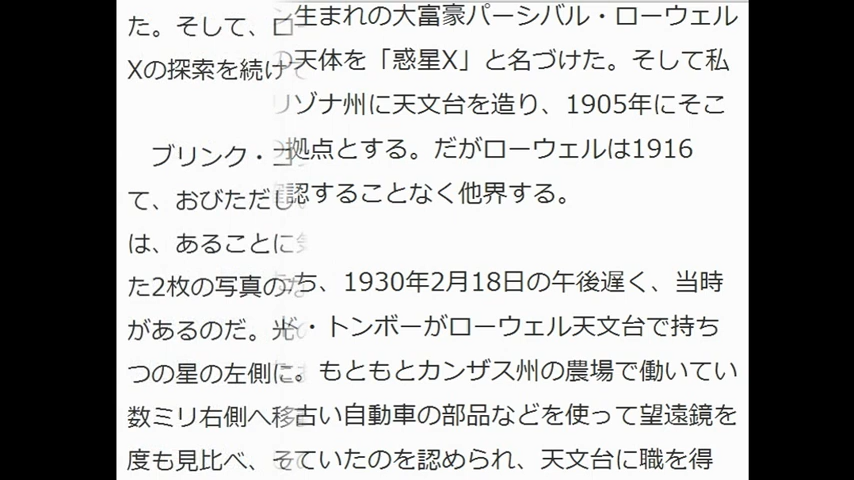 た。そして、
Xの探索を続け
ブリンク・コ
て、おびただし
は、あることに
た2枚の写真の
があるのだ。光
つの星の左側に
数ミリ右側へ移
度も見比べ、そ
生まれの大富豪パーシバル・ローウェル
の天体を「惑星X」と名づけた。そして私
リゾナ州に天文台を造り、1905年にそこ
拠点とする。だがローウェルは1916
認することなく他界する。
ち、1930年2月18日の午後遅く、当時
・トンボーがローウェル天文台で持ち
。もともとカンザス州の農場で働いてい
古い自動車の部品などを使って望遠鏡を
ていたのを認められ、天文台に職を得